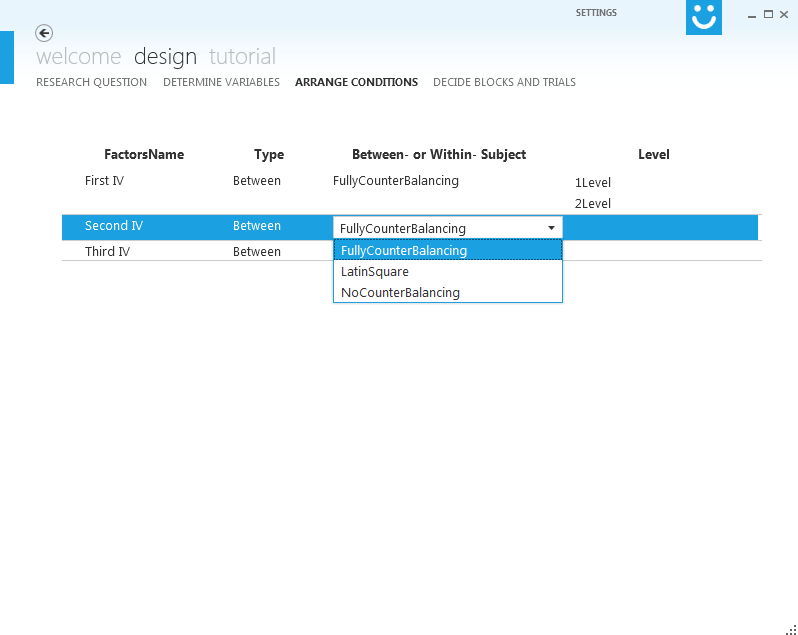 SETTINGS
welcome design tutorial
RESEARCH QUESTION DETERMINE VARIABLES ARRANGE CONDITIONS DECIDE BLOCKS AND TRIALS
FactorsName Type Between- or Within- Subject Level
First IV Between FullyCounterBalancing 1Level
2Level
Second IV Between FullyCounterBalancing
Third IV Between FullyCounterBalancing
LatinSquare
NoCounterBalancing